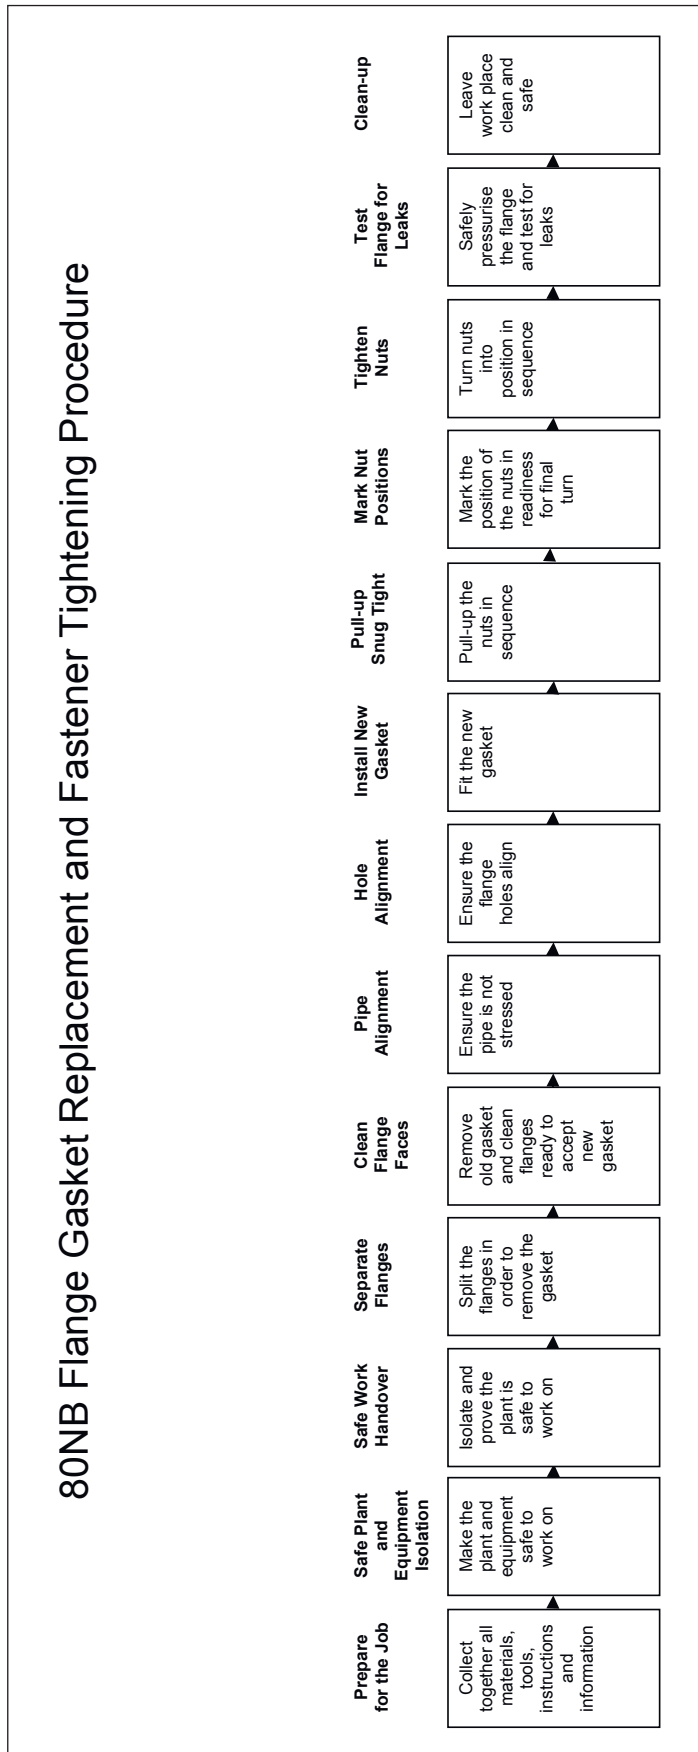 80NB Flange Gasket Replacement and Fastener Tightening Procedure
Prepare
for the Job
Collect
together all
materials,
tools,
instructions
and
information
Safe Plant
and
Equipment
Isolation
Make the
plant and
equipment
safe to
work on
Safe Work
Handover
Isolate and
prove the
plant is
safe to
work on
Separate
Flanges
Split the
flanges in
order to
remove the
gasket
Clean
Flange
Faces
Remove
old gasket
and clean
flanges
ready to
accept
new
gasket
Pipe
Alignment
Ensure the
pipe is not
stressed
Hole
Alignment
Ensure the
flange
holes align
Install New
Gasket
Fit the new
gasket
Pull-up
Snug Tight
Pull-up the
nuts in
sequence
Mark Nut
Positions
Mark the
position of
the nuts in
readiness
for final
turn
Tighten
Nuts
Turn nuts
into
position in
sequence
Test
Flange for
Leaks
Safely
pressurise
the flange
and test for
leaks
Clean-up
Leave
work place
clean and
safe